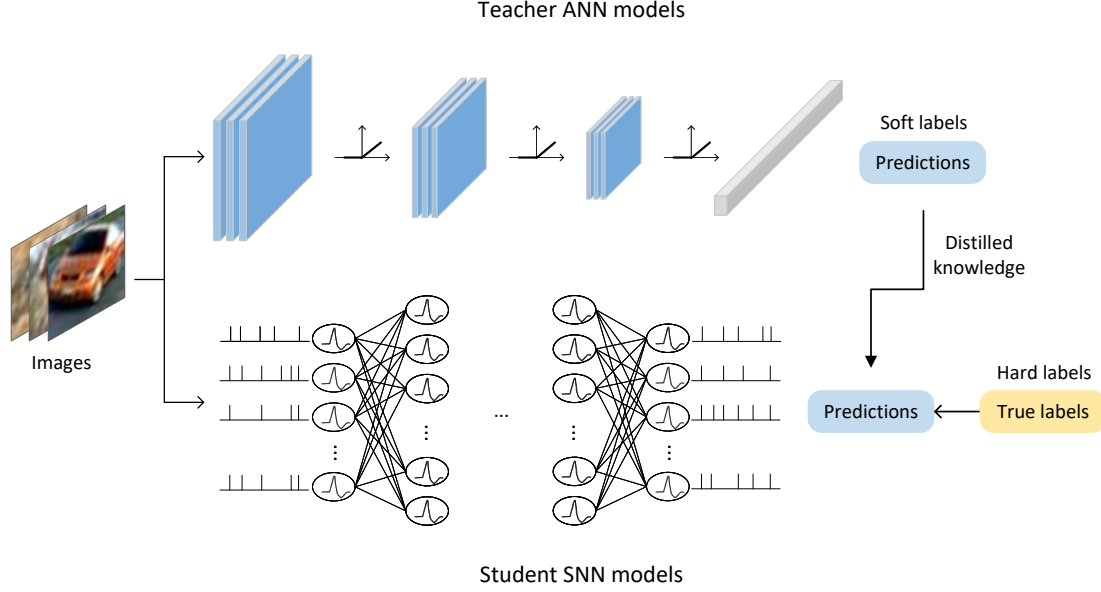 Teacher ANN models
Soft labels
Predictions
Distilled
knowledge
Images
...
Hard labels
Predictions
True labels
Student SNN models